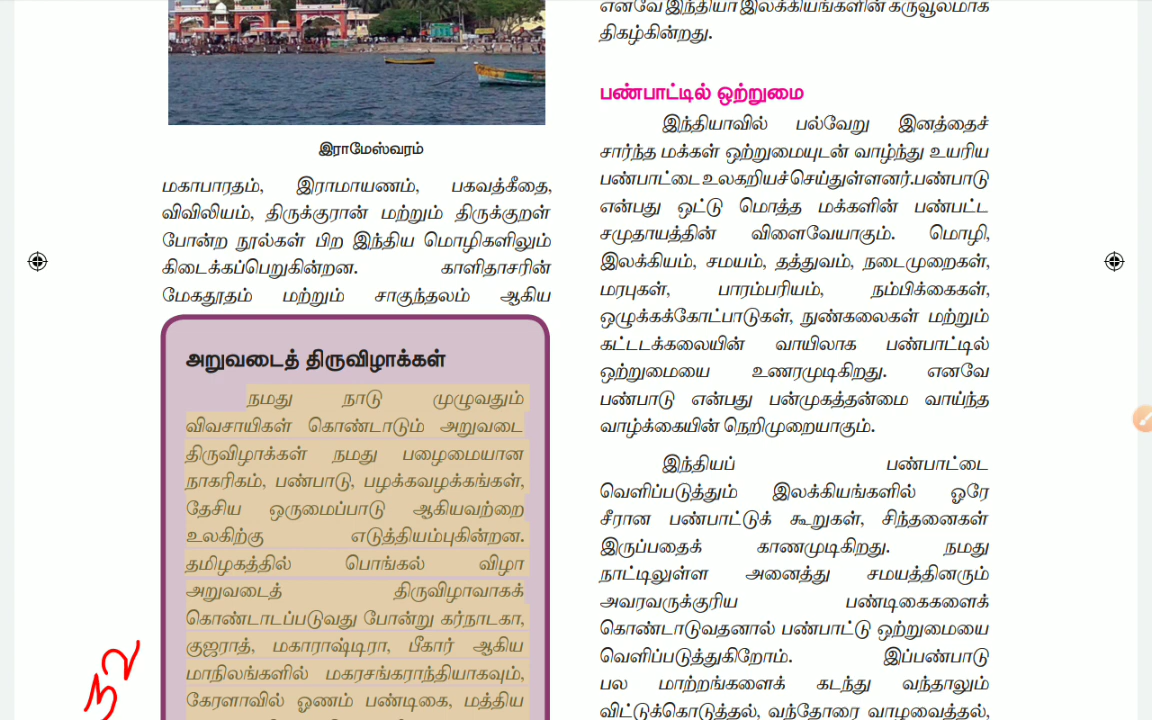 இராமேஸ்வரம்
மகாபாரதம், இராமாயணம், பகவத்கீதை,
விவிலியம், திருக்குரான் மற்றும் திருக்குறள்
போன்ற நூல்கள் பிற இந்திய மொழிகளிலும்
கிடைக்கப்பெறுகின்றன. காளிதாசரின்
மேகதூதம் மற்றும் சாகுந்தலம் ஆகிய
அறுவடைத் திருவிழாக்கள்
நமது நாடு முழுவதும்
விவசாயிகள் கொண்டாடும் அறுவடை
திருவிழாக்கள் நமது பழைமையான
நாகரிகம், பண்பாடு, பழக்கவழக்கங்கள்,
தேசிய ஒருமைப்பாடு ஆகியவற்றை
உலகிற்கு எடுத்தியம்புகின்றன.
தமிழகத்தில் பொங்கல் விழா
அறுவடைத் திருவிழாவாகக்
கொண்டாடப்படுவது போன்று கர்நாடகா,
குஜராத், மகாராஷ்டிரா, பீகார் ஆகிய
மாநிலங்களில் மகரசங்கராந்தியாகவும்,
கேரளாவில் ஓணம் பண்டிகை, மத்திய
எனவே இந்தியா இலக்கியங்களின் கருவூலமாக
திகழ்கின்றது.
பண்பாட்டில் ஒற்றுமை
இந்தியாவில் பல்வேறு இனத்தைச்
சார்ந்த மக்கள் ஒற்றுமையுடன் வாழ்ந்து உயரிய
பண்பாட்டை உலகறியச்செய்துள்ளனர்.பண்பாடு
என்பது ஒட்டு மொத்த மக்களின் பண்பட்ட
சமுதாயத்தின் விளைவேயாகும். மொழி,
இலக்கியம், சமயம், தத்துவம், நடைமுறைகள்,
மரபுகள், பாரம்பரியம், நம்பிக்கைகள்,
ஒழுக்கக்கோட்பாடுகள், நுண்கலைகள் மற்றும்
கட்டடக்கலையின் வாயிலாக பண்பாட்டில்
ஒற்றுமையை உணரமுடிகிறது. எனவே
பண்பாடு என்பது பன்முகத்தன்மை வாய்ந்த
வாழ்க்கையின் நெறிமுறையாகும்.
இந்தியப் பண்பாட்டை
வெளிப்படுத்தும் இலக்கியங்களில் ஓரே
சீரான பண்பாட்டுக் கூறுகள், சிந்தனைகள்
இருப்பதைக் காணமுடிகிறது. நமது
நாட்டிலுள்ள அனைத்து சமயத்தினரும்
அவரவருக்குரிய பண்டிகைகளைக்
கொண்டாடுவதனால் பண்பாட்டு ஒற்றுமையை
வெளிப்படுத்துகிறோம். இப்பண்பாடு
பல மாற்றங்களைக் கடந்து வந்தாலும்
விட்டுக்கொடுத்தல், வந்தோரை வாழவைத்தல்,